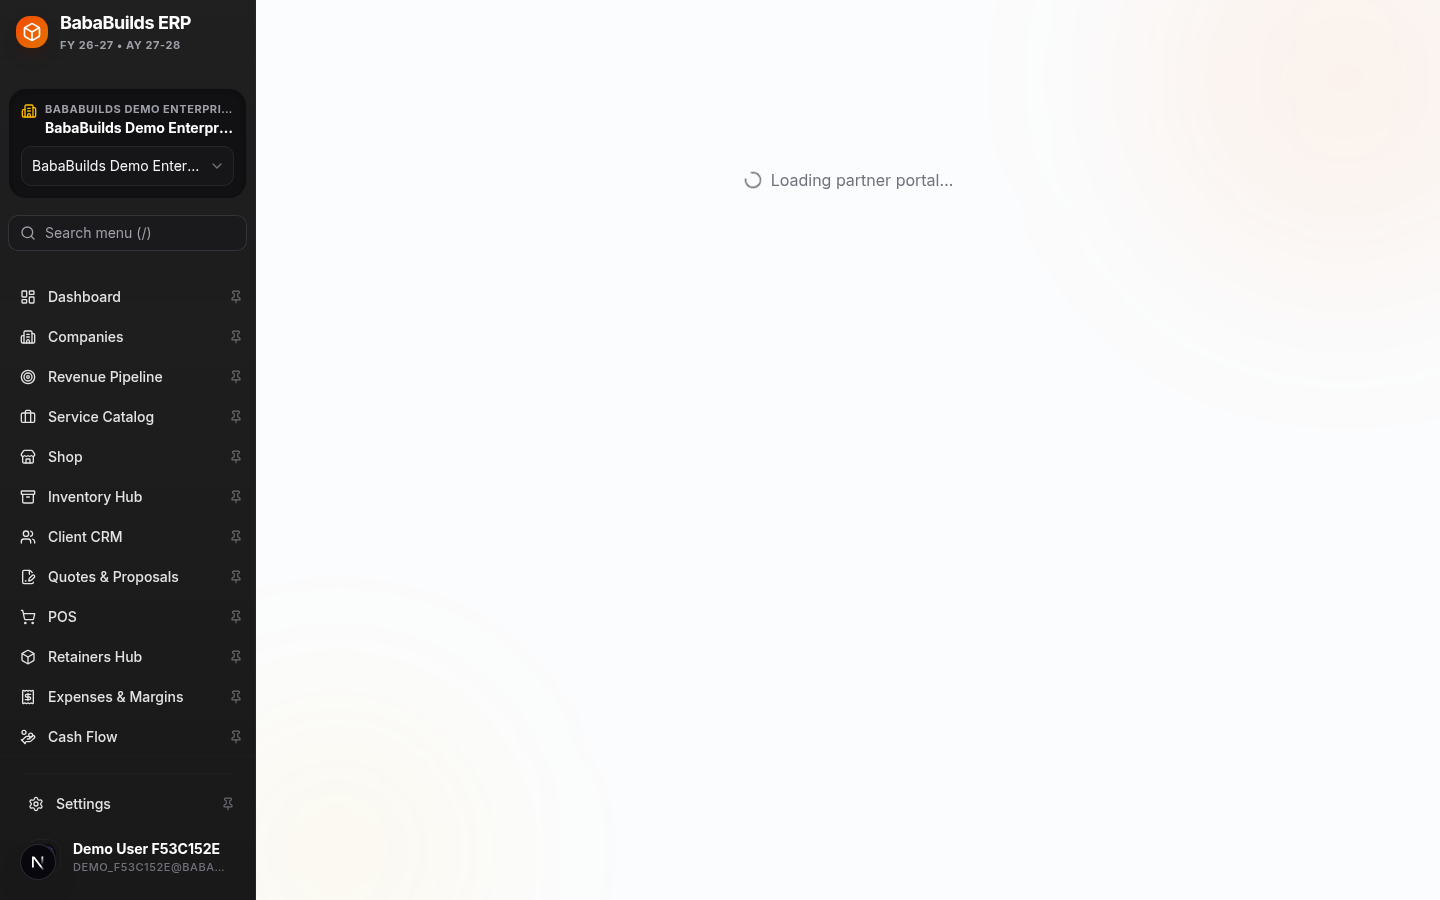 BabaBuilds ERP
FY 26-27 • AY 27-28
BABABUILDS DEMO ENTERPRI...
BabaBuilds Demo Enterpr...
BabaBuilds Demo Enter...
Search menu (/)
Dashboard
Companies
Revenue Pipeline
Service Catalog
Shop
Inventory Hub
Client CRM
Quotes & Proposals
POS
Retainers Hub
Expenses & Margins
Cash Flow
Settings
N
Demo User F53C152E
DEMO_F53C152E@BABA...
Loading partner portal...